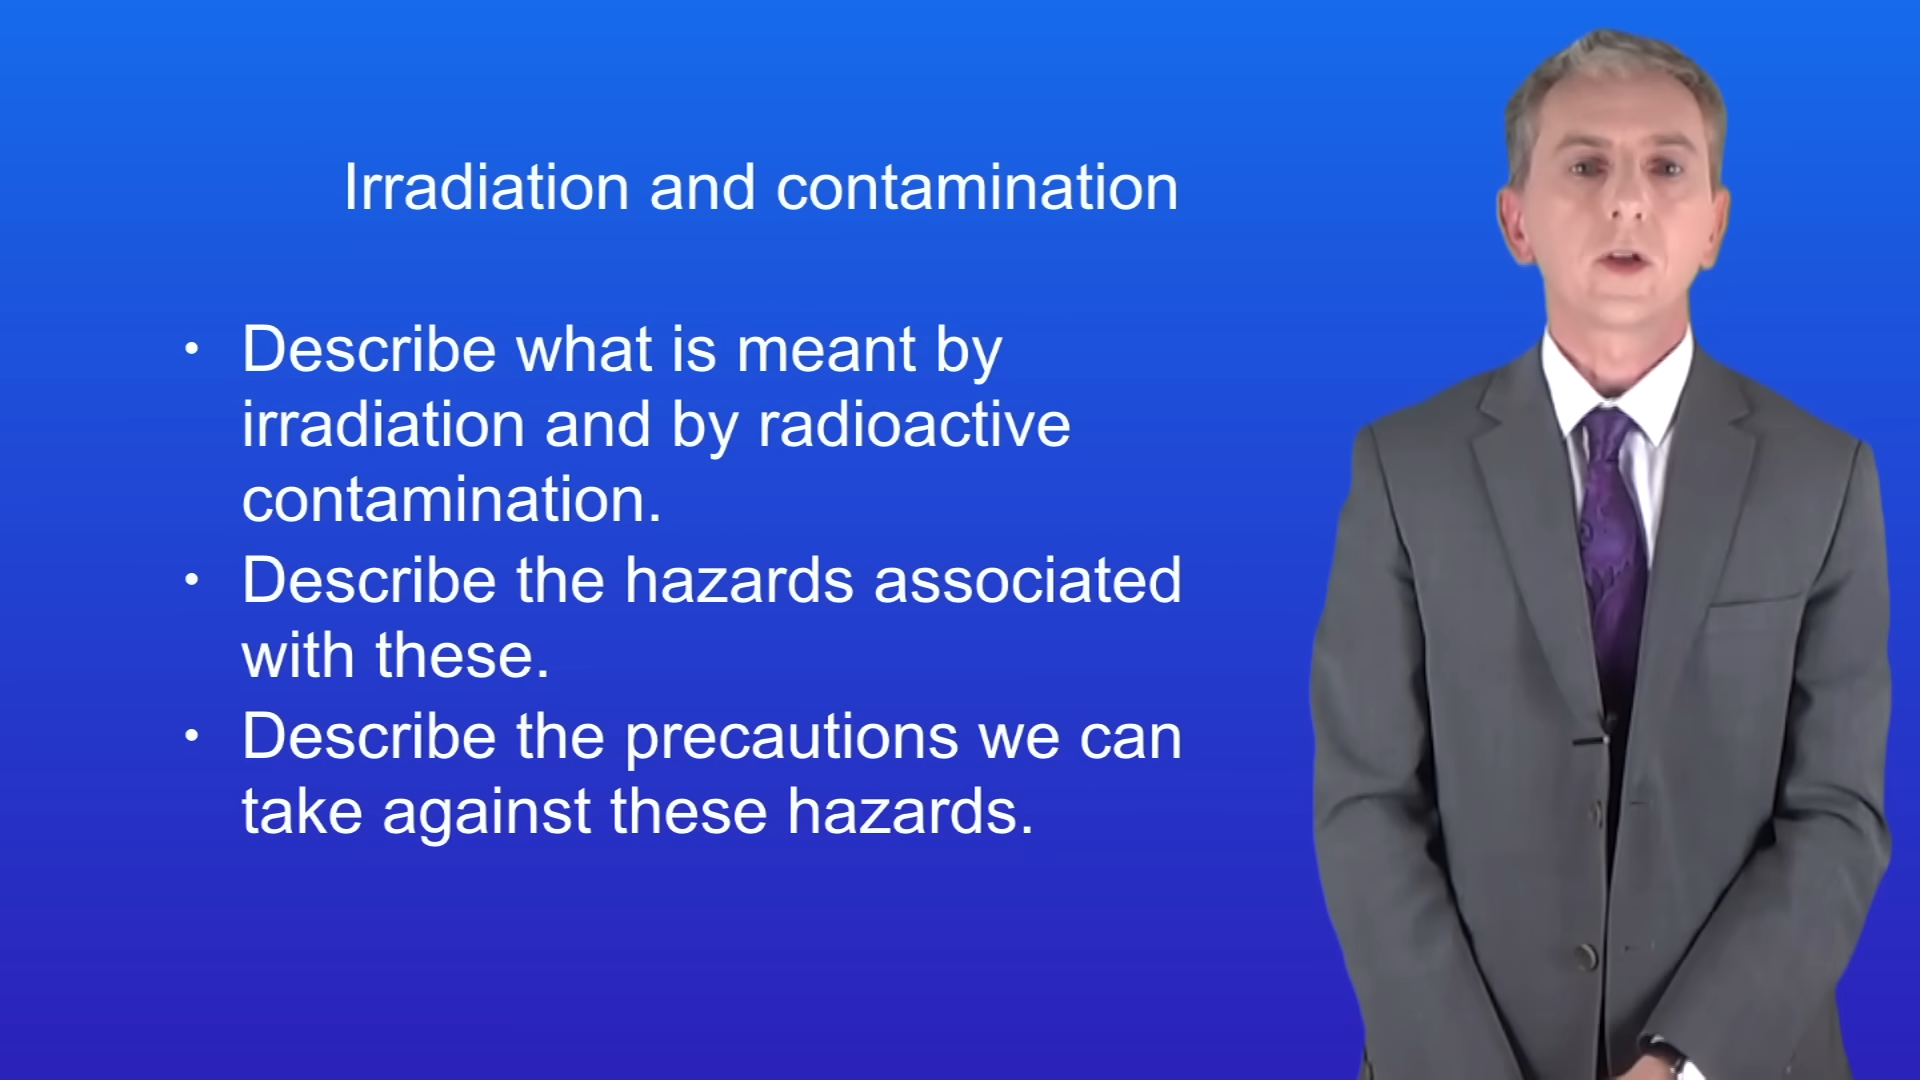 Irradiation and contamination
• Describe what is meant by
irradiation and by radioactive
contamination.
• Describe the hazards associated
with these.
• Describe the precautions we can
take against these hazards.